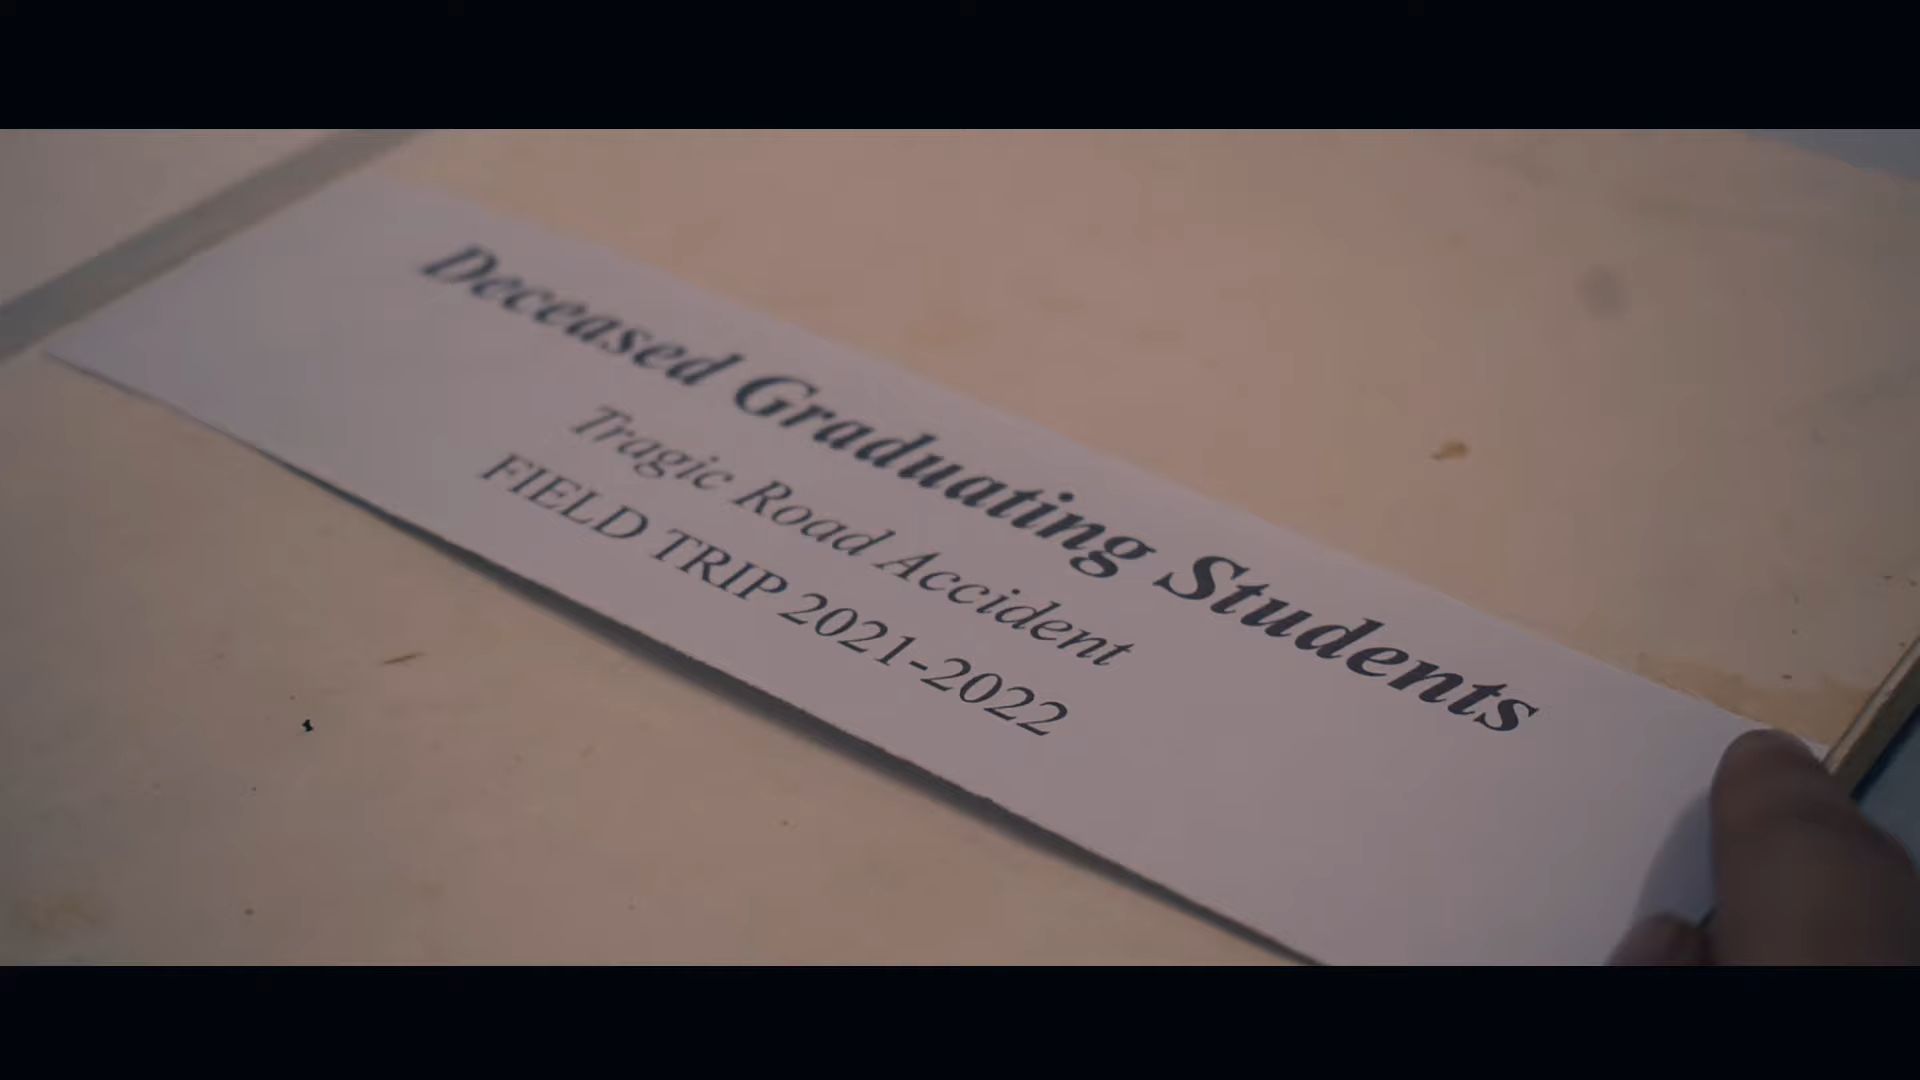 Deceased Graduating Students
Tragic Road Accident
FIELD TRIP 2021-2022